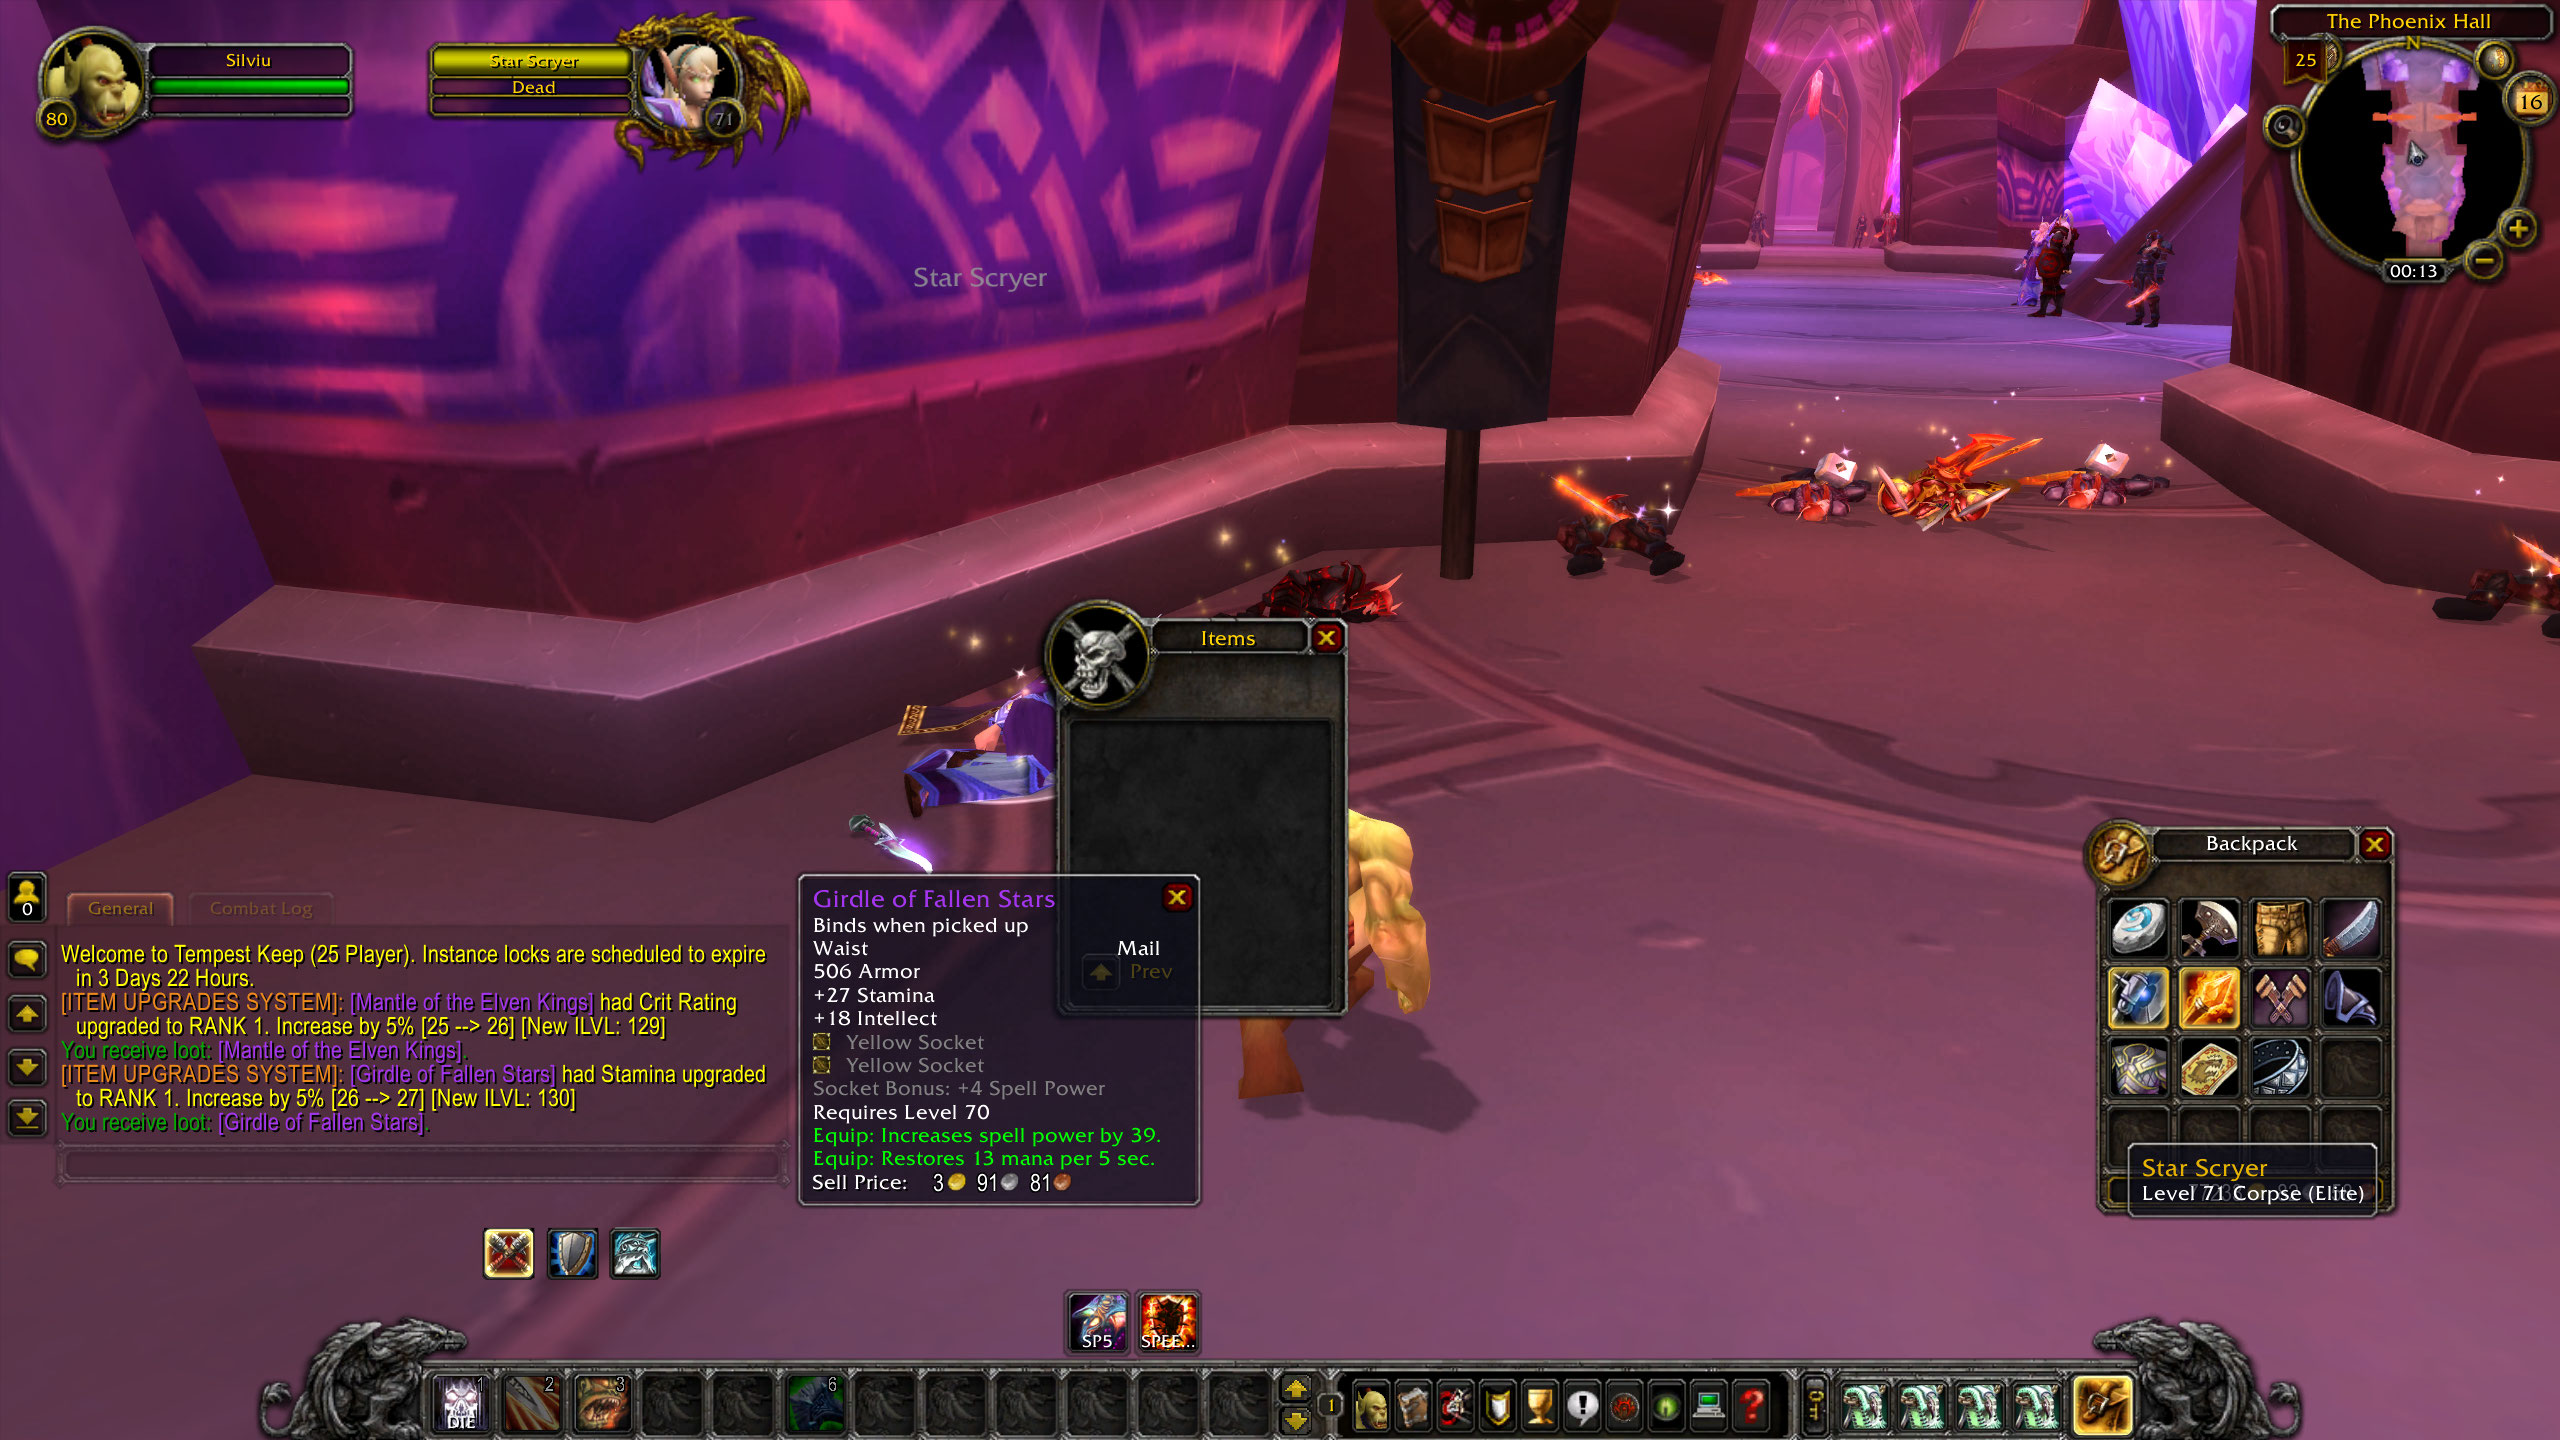 Silviu
80
Star Scryer
Dead
71
The Phoenix Hall
25
N
16
00:13
Star Scryer
Items
Prev
Backpack
0
General
Combat Log
Welcome to Tempest Keep (25 Player). Instance locks are scheduled to expire
in 3 Days 22 Hours.
[ITEM UPGRADES SYSTEM]: [Mantle of the Elven Kings] had Crit Rating
upgraded to RANK 1. Increase by 5% [25 --> 26] [New ILVL: 129]
You receive loot: [Mantle of the Elven Kings].
[ITEM UPGRADES SYSTEM]: [Girdle of Fallen Stars] had Stamina upgraded
to RANK 1. Increase by 5% [26 --> 27] [New ILVL: 130]
You receive loot: [Girdle of Fallen Stars].
Girdle of Fallen Stars
Binds when picked up
Waist Mail
506 Armor
+27 Stamina
+18 Intellect
Yellow Socket
Yellow Socket
Socket Bonus: +4 Spell Power
Requires Level 70
Equip: Increases spell power by 39.
Equip: Restores 13 mana per 5 sec.
Sell Price: 3 91 81
Star Scryer
Level 71 Corpse (Elite)
SP5
SPEE...
1
DIE
2
3
6
1